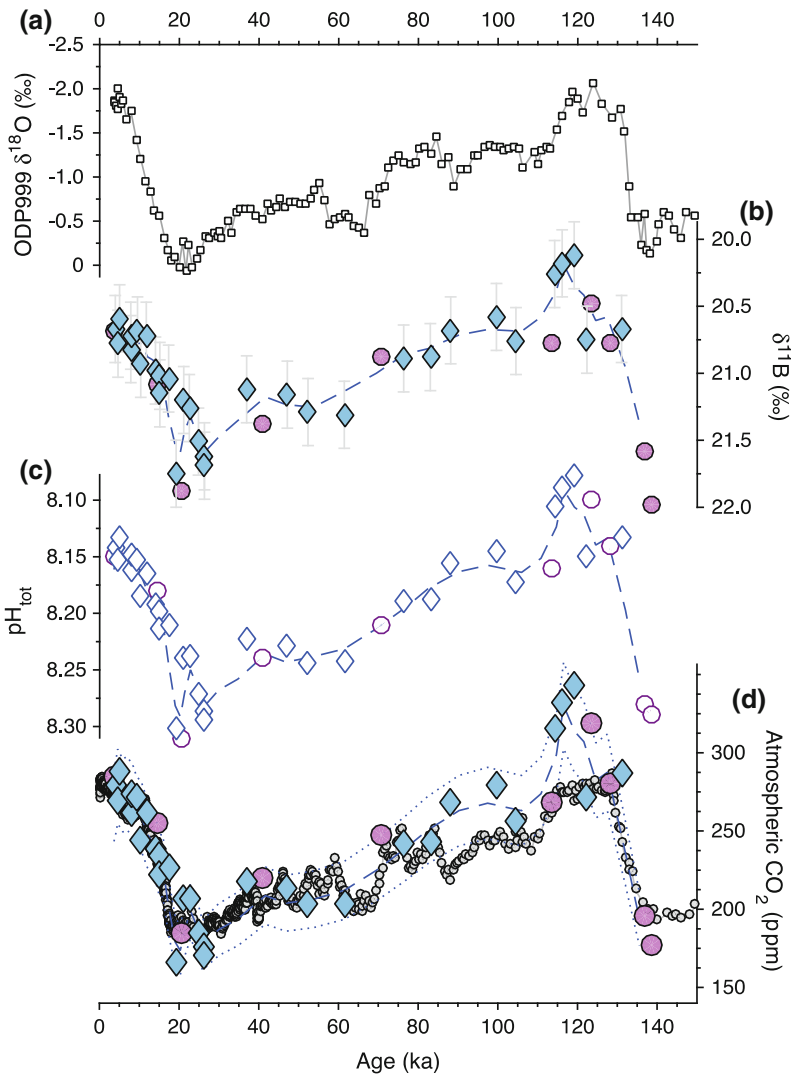 0 20 40 60 80 100 120 140
(a)
-2.5
-2.0
-1.5
-1.0
-0.5
0
ODP999 δ18O (‰)
(b)
20.0
20.5
21.0
21.5
22.0
δ11B (‰)
(c)
8.10
8.15
8.20
8.25
8.30
pHtot
(d)
300
250
200
150
Atmospheric CO2 (ppm)
0 20 40 60 80 100 120 140
Age (ka)